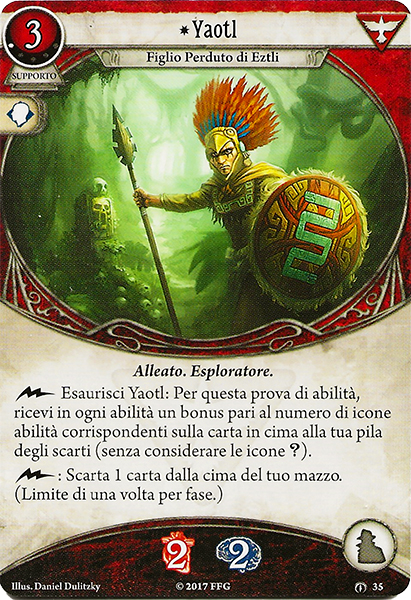 3
SUPPORTO
*Yaotl
Figlio Perduto di Eztli
Alleato. Esploratore.
Esaurisci Yaotl: Per questa prova di abilità,
ricevi in ogni abilità un bonus pari al numero di icone
abilità corrispondenti sulla carta in cima alla tua pila
degli scarti (senza considerare le icone ?).
: Scarta 1 carta dalla cima del tuo mazzo.
(Limite di una volta per fase.)
2 2
Illus. Daniel Dulitzky © 2017 FFG 35